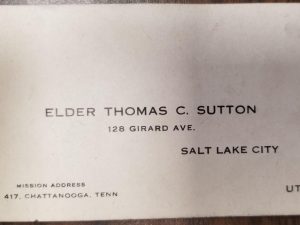 ELDER THOMAS C. SUTTON
128 GIRARD AVE.
SALT LAKE CITY
MISSION ADDRESS
417, CHATTANOOGA, TENN
UT